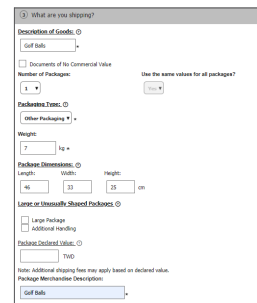 3 What are you shipping?
Description of Goods: ?
Golf Balls *
Documents of No Commercial Value
Number of Packages: Use the same values for all packages?
1 Yes
Packaging Type: ?
Other Packaging *
Weight:
7 kg *
Package Dimensions: ?
Length: Width: Height:
46 33 25 cm
Large or Unusually Shaped Packages ?
Large Package
Additional Handling
Package Declared Value: ?
TWD
Note: Additional shipping fees may apply based on declared value.
Package Merchandise Description:
Golf Balls *